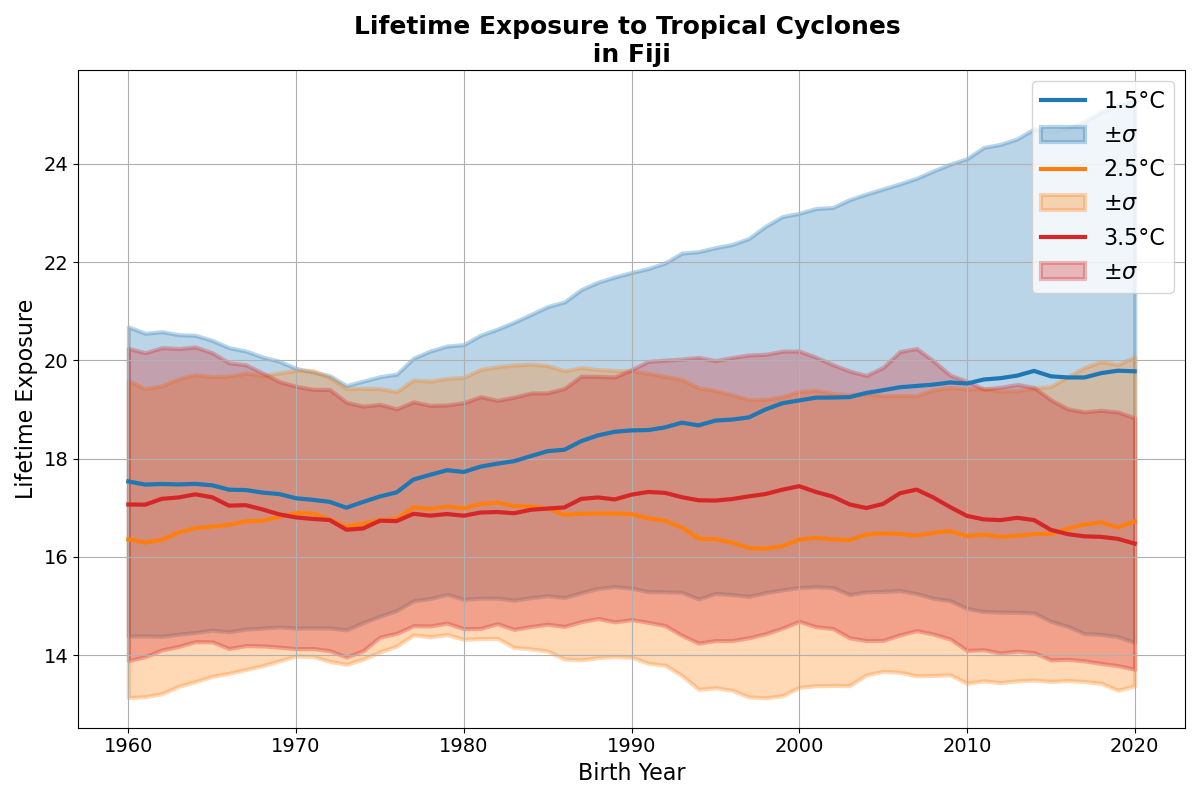 Lifetime Exposure to Tropical Cyclones
in Fiji
1.5°C
±σ
2.5°C
±σ
3.5°C
±σ
Lifetime Exposure
24
22
20
18
16
14
1960
1970
1980
1990
2000
2010
2020
Birth Year